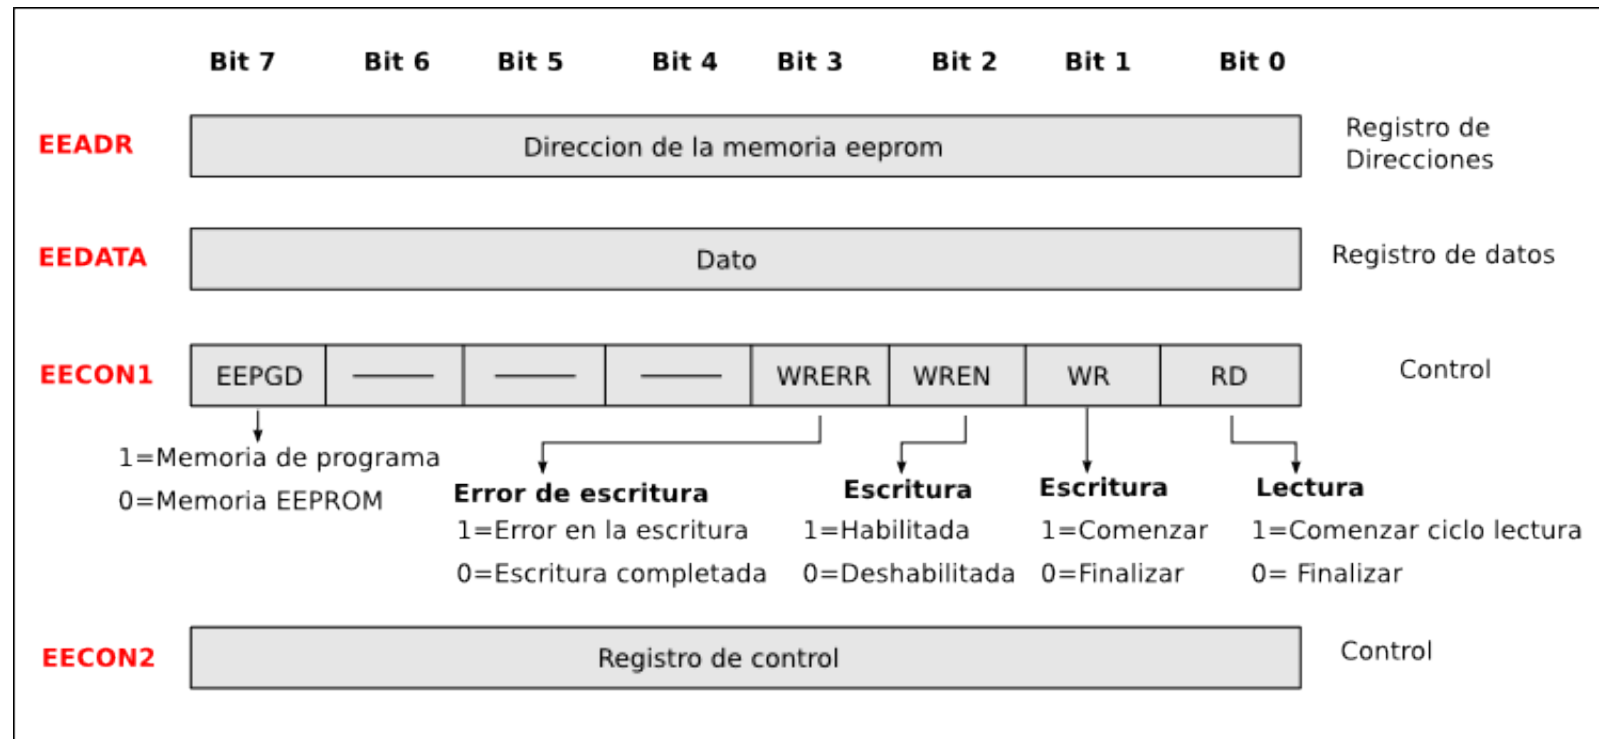 Bit 7 Bit 6 Bit 5 Bit 4 Bit 3 Bit 2 Bit 1 Bit 0
EEADR
Direccion de la memoria eeprom
Registro de
Direcciones
EEDATA
Dato
Registro de datos
EECON1
EEPGD WRERR WREN WR RD
Control
1=Memoria de programa
0=Memoria EEPROM
Error de escritura
1=Error en la escritura
0=Escritura completada
Escritura
1=Habilitada
0=Deshabilitada
Escritura
1=Comenzar
0=Finalizar
Lectura
1=Comenzar ciclo lectura
0= Finalizar
EECON2
Registro de control
Control